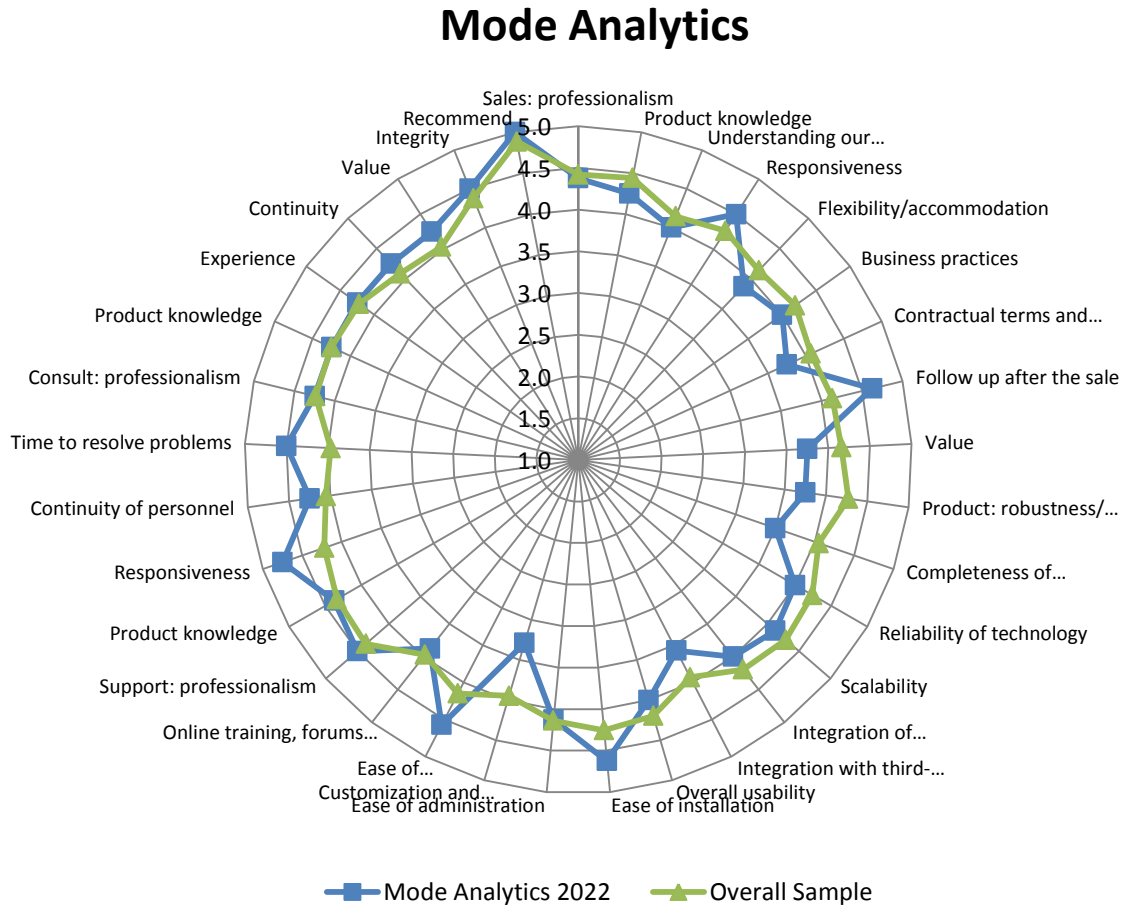 Mode Analytics
Sales: professionalism
Product knowledge
Understanding our...
Responsiveness
Flexibility/accommodation
Business practices
Contractual terms and...
Follow up after the sale
Value
Product: robustness/...
Completeness of...
Reliability of technology
Scalability
Integration of...
Integration with third-...
Overall usability
Ease of installation
Ease of administration
Customization and...
Ease of...
Online training, forums...
Support: professionalism
Product knowledge
Responsiveness
Continuity of personnel
Time to resolve problems
Consult: professionalism
Product knowledge
Experience
Continuity
Value
Integrity
Recommend
5.0
4.5
4.0
3.5
3.0
2.5
2.0
1.5
1.0
Mode Analytics 2022
Overall Sample